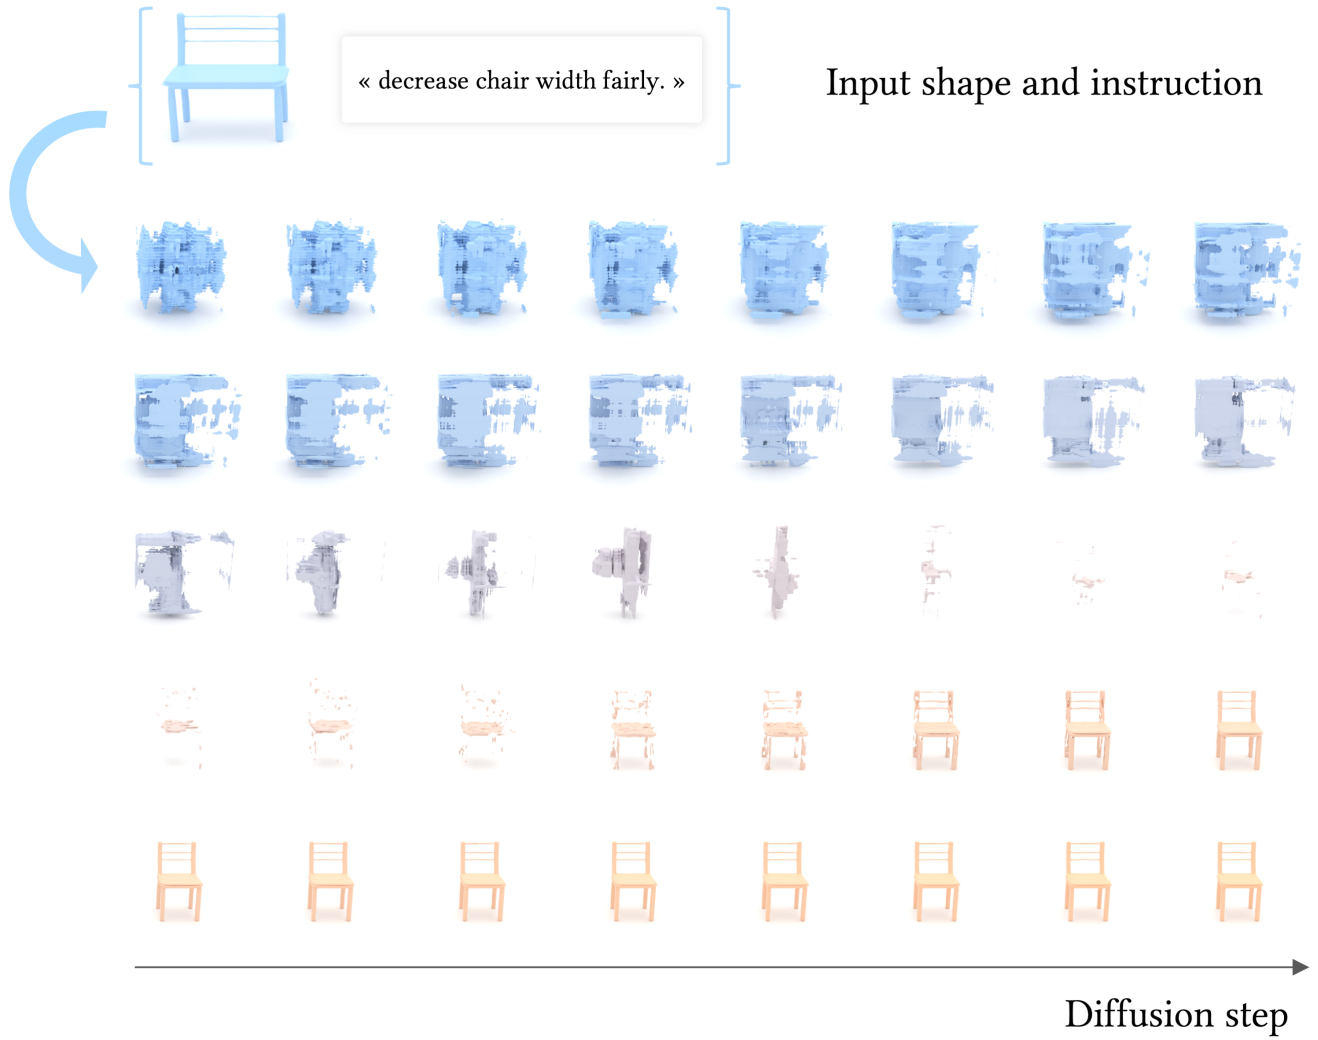 « decrease chair width fairly. »
Input shape and instruction
Diffusion step